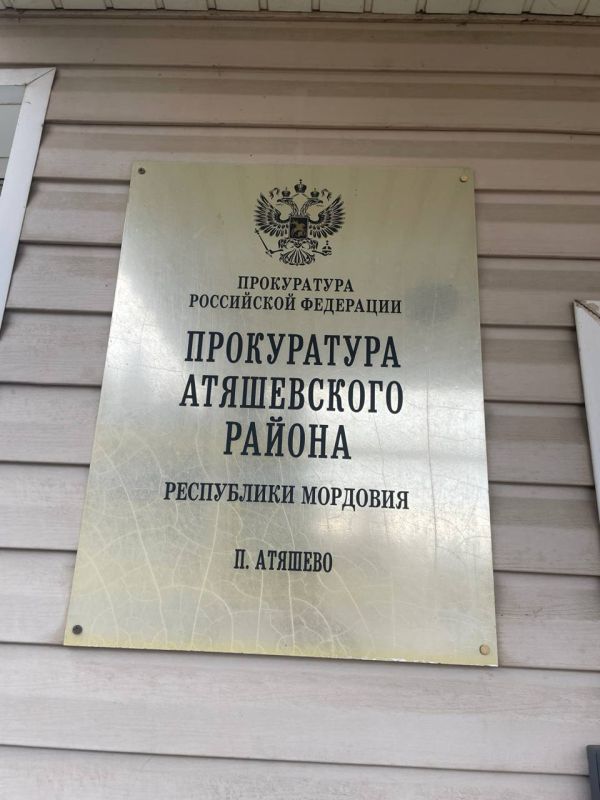 ПРОКУРАТУРА
РОССИЙСКОЙ ФЕДЕРАЦИИ
ПРОКУРАТУРА
АТЯШЕВСКОГО
РАЙОНА
РЕСПУБЛИКИ МОРДОВИЯ
П. АТЯШЕВО